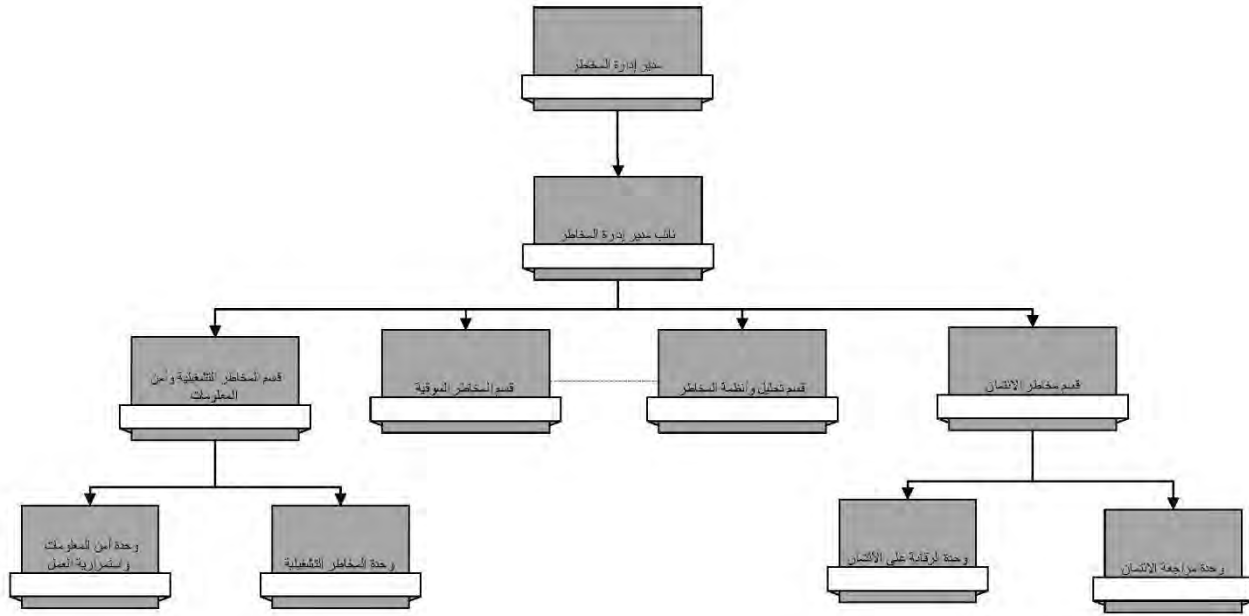 مدير إدارة المخاطر
نائب مدير إدارة المخاطر
قسم مخاطر الائتمان
قسم تحليل وأنظمة المخاطر
قسم المخاطر السوقية
قسم المخاطر التشغيلية وأمن
المعلومات
وحدة مراجعة الائتمان
وحدة الرقابة على الائتمان
وحدة المخاطر التشغيلية
وحدة أمن المعلومات
واستمرارية العمل